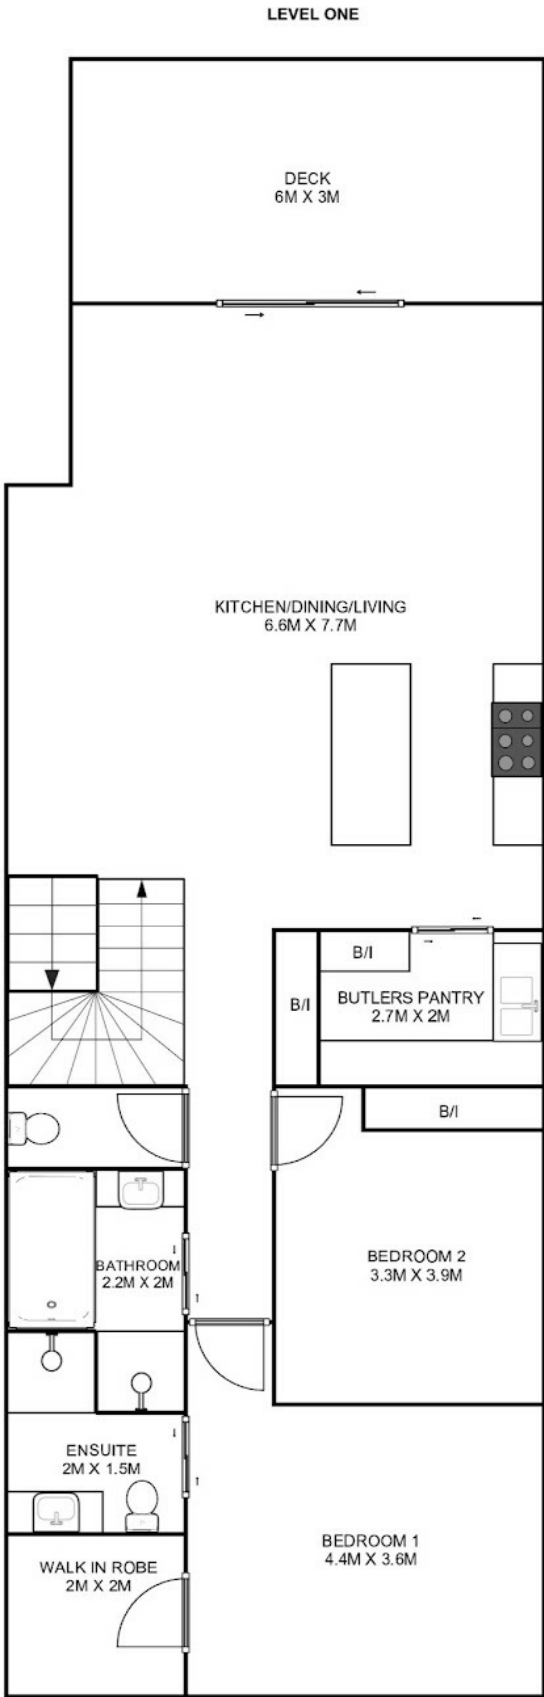 LEVEL ONE
DECK
6M X 3M
KITCHEN/DINING/LIVING
6.6M X 7.7M
B/I
B/I
BUTLERS PANTRY
2.7M X 2M
B/I
BEDROOM 2
3.3M X 3.9M
BATHROOM
2.2M X 2M
ENSUITE
2M X 1.5M
BEDROOM 1
4.4M X 3.6M
WALK IN ROBE
2M X 2M